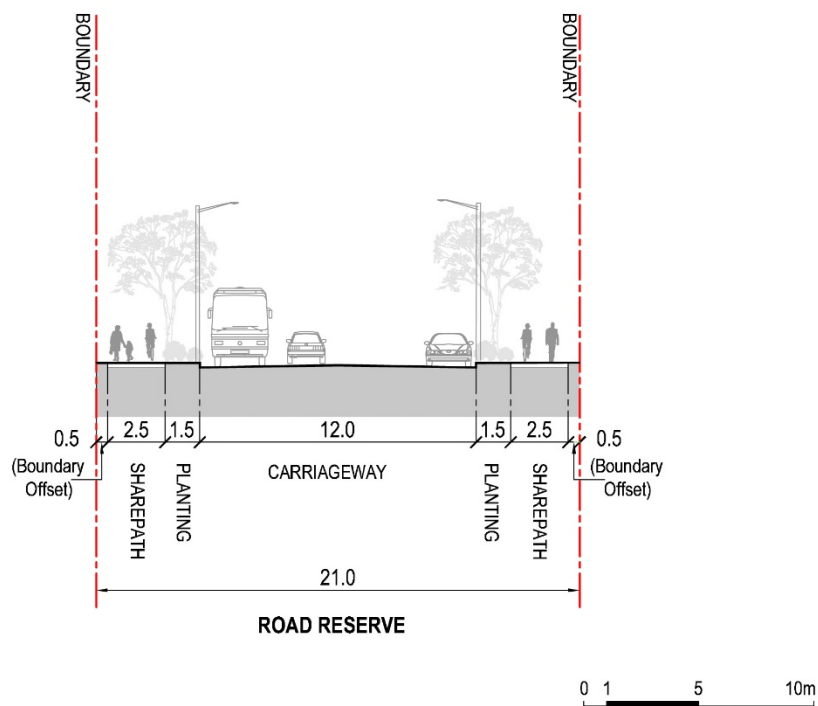 BOUNDARY
BOUNDARY
0.5
2.5
1.5
12.0
1.5
2.5
0.5
(Boundary
Offset)
SHAREPATH
PLANTING
CARRIAGEWAY
PLANTING
SHAREPATH
(Boundary
Offset)
21.0
ROAD RESERVE
0 1 5 10m